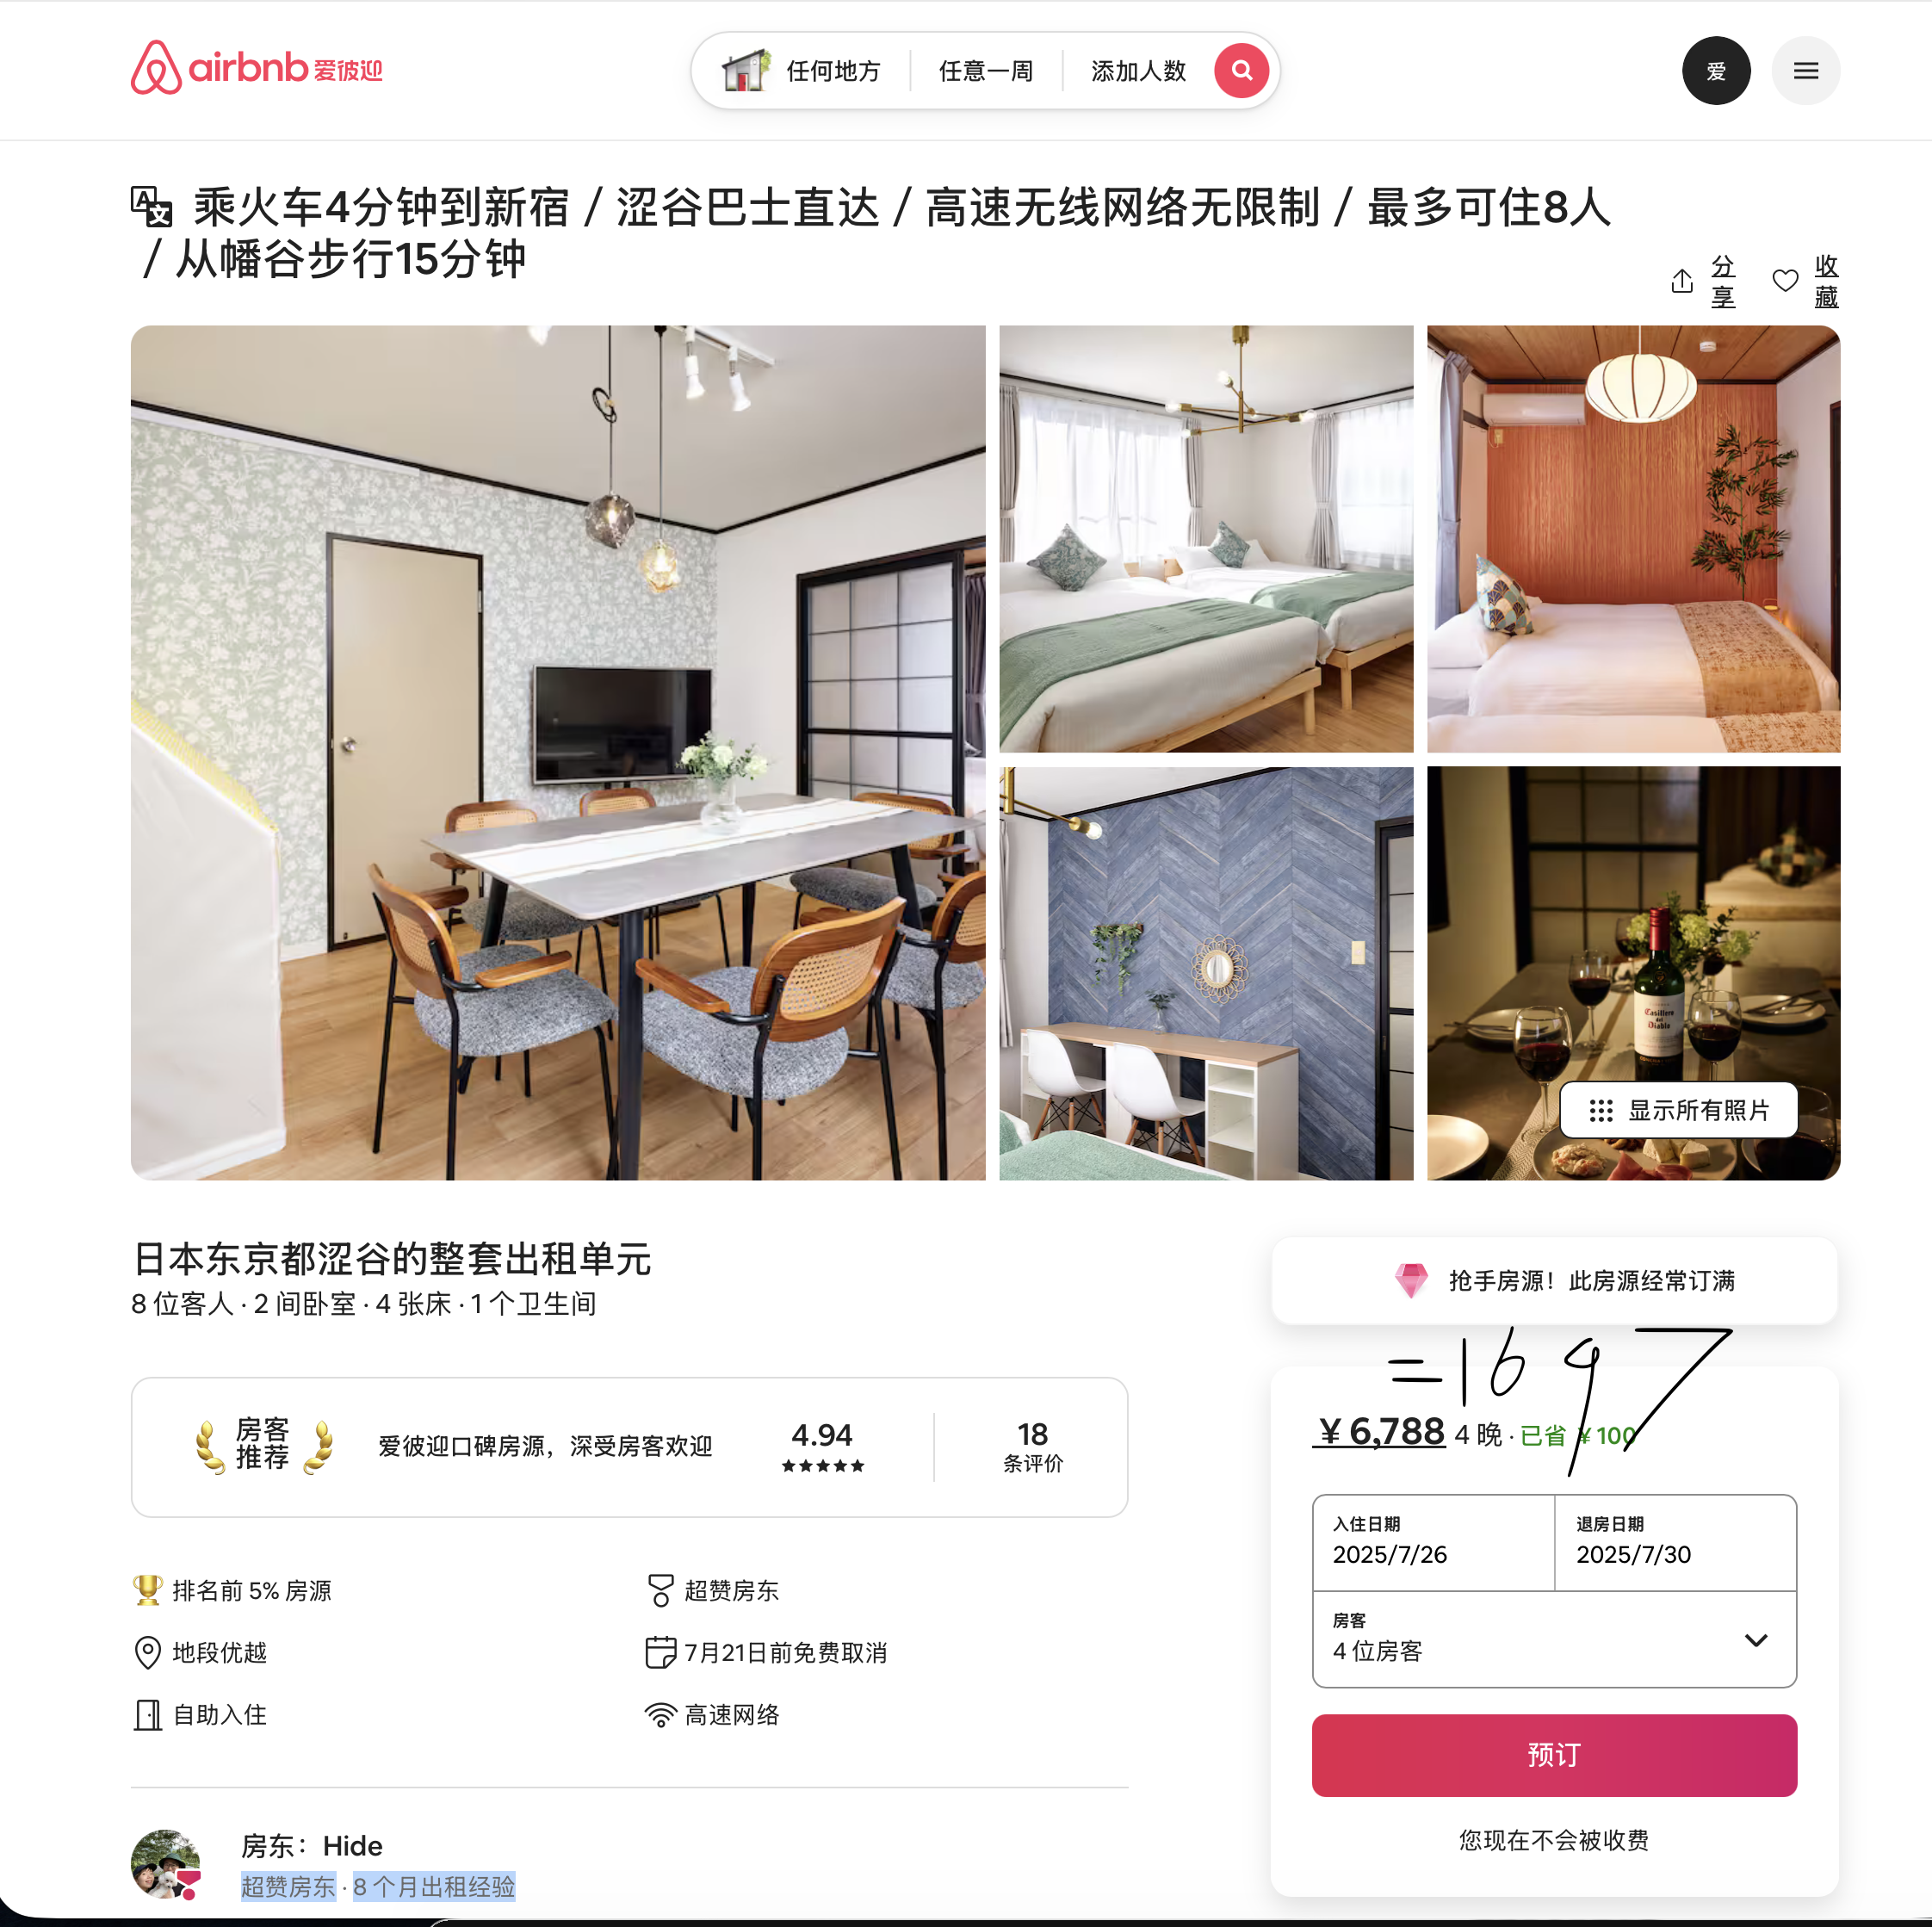 airbnb 爱彼迎
任何地方 任意一周 添加人数
爱
乘火车4分钟到新宿 / 涩谷巴士直达 / 高速无线网络无限制 / 最多可住8人
/ 从幡谷步行15分钟
分享
收藏
Casillero del Diablo
显示所有照片
日本东京都涩谷的整套出租单元
8 位客人 · 2 间卧室 · 4 张床 · 1 个卫生间
房客推荐
爱彼迎口碑房源，深受房客欢迎
4.94
18
条评价
排名前 5% 房源
超赞房东
地段优越
7月21日前免费取消
自助入住
高速网络
房东：Hide
超赞房东 · 8 个月出租经验
抢手房源！此房源经常订满
=1697
￥6,788 4 晚 · 已省 ￥100
入住日期
2025/7/26
退房日期
2025/7/30
房客
4 位房客
预订
您现在不会被收费